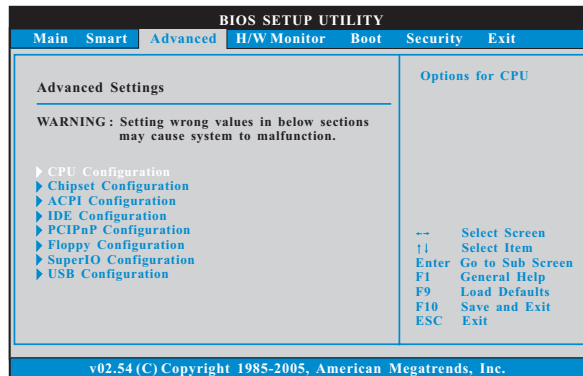 BIOS SETUP UTILITY
Main Smart Advanced H/W Monitor Boot Security Exit
Advanced Settings
WARNING : Setting wrong values in below sections
may cause system to malfunction.
CPU Configuration
Chipset Configuration
ACPI Configuration
IDE Configuration
PCIPnP Configuration
Floppy Configuration
SuperIO Configuration
USB Configuration
Options for CPU
↔ Select Screen
↑↓ Select Item
Enter Go to Sub Screen
F1 General Help
F9 Load Defaults
F10 Save and Exit
ESC Exit
v02.54 (C) Copyright 1985-2005, American Megatrends, Inc.